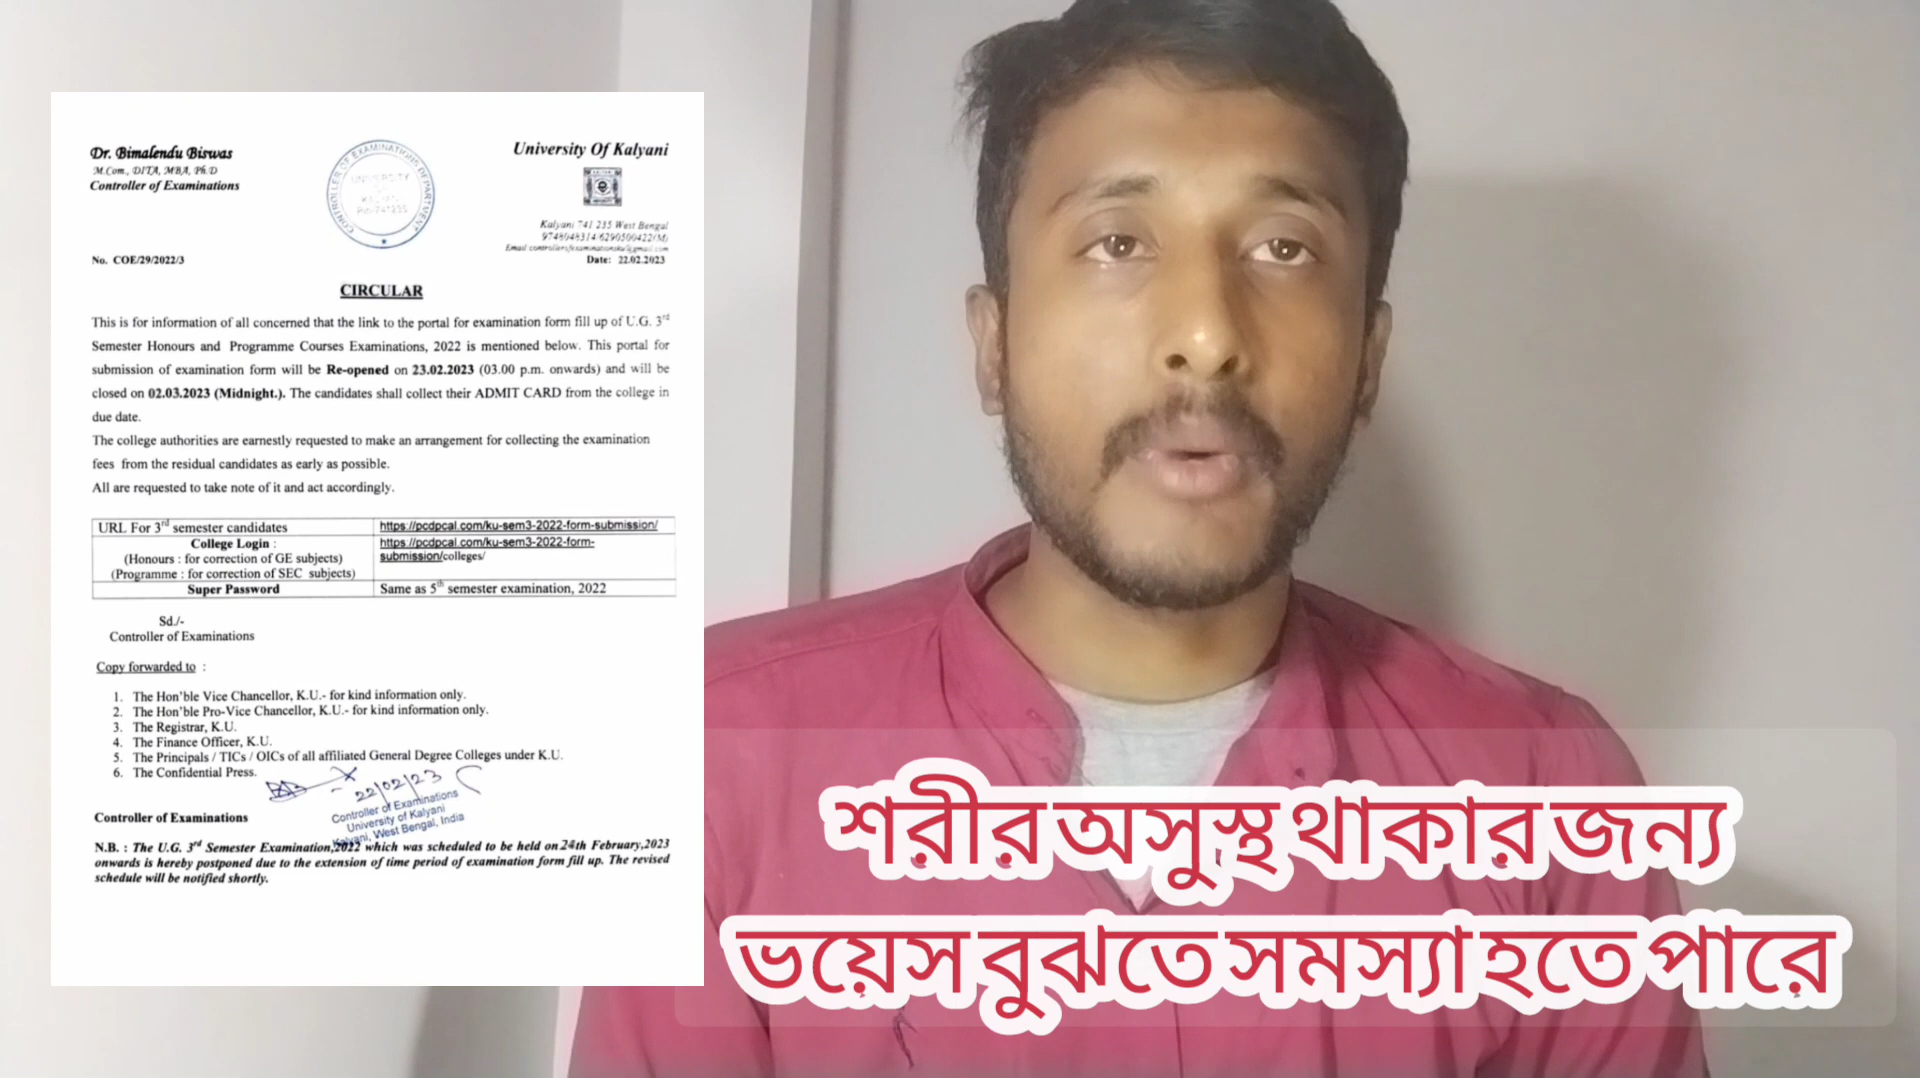 Dr. Bimalendu Biswas
M.Com., DITA, MBA, Ph.D
Controller of Examinations
CONTROLLER OF EXAMINATIONS DEPARTMENT
UNIVERSITY
KALYANI
University Of Kalyani
Kalyani 741 235 West Bengal
Date: 22.02.2023
No. COE/29/2022/3
CIRCULAR
This is for information of all concerned that the link to the portal for examination form fill up of U.G. 3rd
Semester Honours and Programme Courses Examinations, 2022 is mentioned below. This portal for
submission of examination form will be Re-opened on 23.02.2023 (03.00 p.m. onwards) and will be
closed on 02.03.2023 (Midnight.). The candidates shall collect their ADMIT CARD from the college in
due date.
The college authorities are earnestly requested to make an arrangement for collecting the examination
fees from the residual candidates as early as possible.
All are requested to take note of it and act accordingly.
URL For 3rd semester candidates https://pcdpcal.com/ku-sem3-2022-form-submission/
College Login : https://pcdpcal.com/ku-sem3-2022-form-
(Honours : for correction of GE subjects) submission/colleges/
(Programme : for correction of SEC subjects)
Super Password Same as 5th semester examination, 2022
Sd./-
Controller of Examinations
Copy forwarded to :
1. The Hon'ble Vice Chancellor, K.U.- for kind information only.
2. The Hon'ble Pro-Vice Chancellor, K.U.- for kind information only.
3. The Registrar, K.U.
4. The Finance Officer, K.U.
5. The Principals / TICs / OICs of all affiliated General Degree Colleges under K.U.
6. The Confidential Press.
22/02/23
Controller of Examinations
University of Kalyani
Kalyani, West Bengal, India
Controller of Examinations
N.B. : The U.G. 3rd Semester Examination,2022 which was scheduled to be held on 24th February,2023
onwards is hereby postponed due to the extension of time period of examination form fill up. The revised
schedule will be notified shortly.
শরীর অসুস্থ থাকার জন্য
ভয়েস বুঝতে সমস্যা হতে পারে